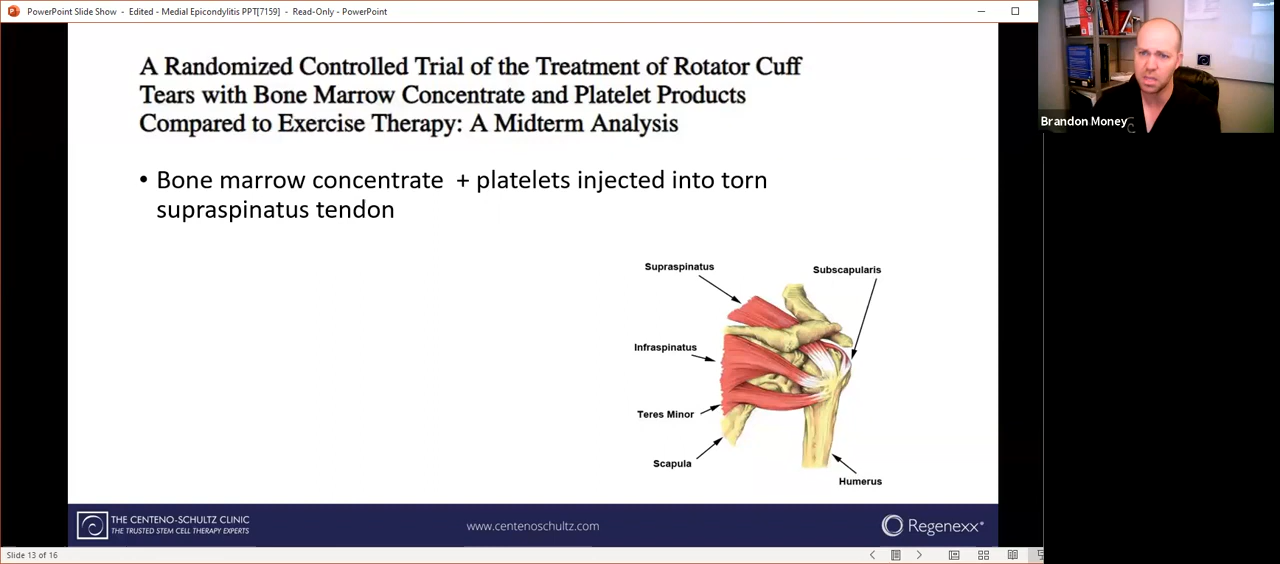 PowerPoint Slide Show - Edited - Medial Epicondylitis PPT[7159] - Read-Only - PowerPoint
A Randomized Controlled Trial of the Treatment of Rotator Cuff
Tears with Bone Marrow Concentrate and Platelet Products
Compared to Exercise Therapy: A Midterm Analysis
• Bone marrow concentrate + platelets injected into torn
supraspinatus tendon
Supraspinatus
Subscapularis
Infraspinatus
Teres Minor
Scapula
Humerus
THE CENTENO-SCHULTZ CLINIC
THE TRUSTED STEM CELL THERAPY EXPERTS
www.centenoschultz.com
Regenexx®
Slide 13 of 16
Brandon Money